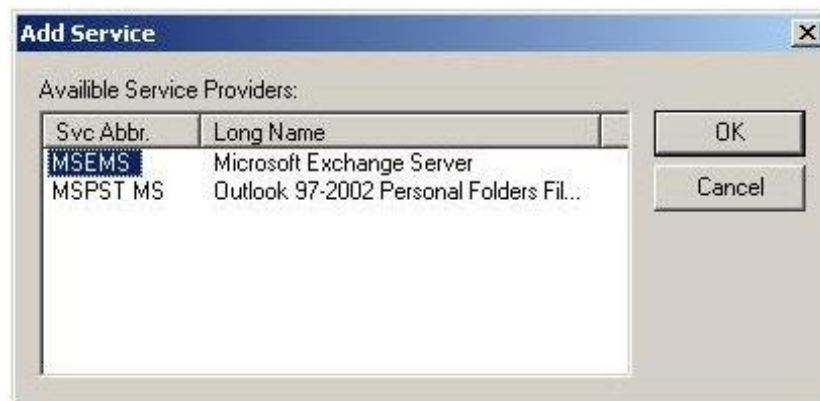 Add Service
Availible Service Providers:
Svc Abbr. Long Name
MSEMS Microsoft Exchange Server
MSPST MS Outlook 97-2002 Personal Folders Fil...
OK
Cancel